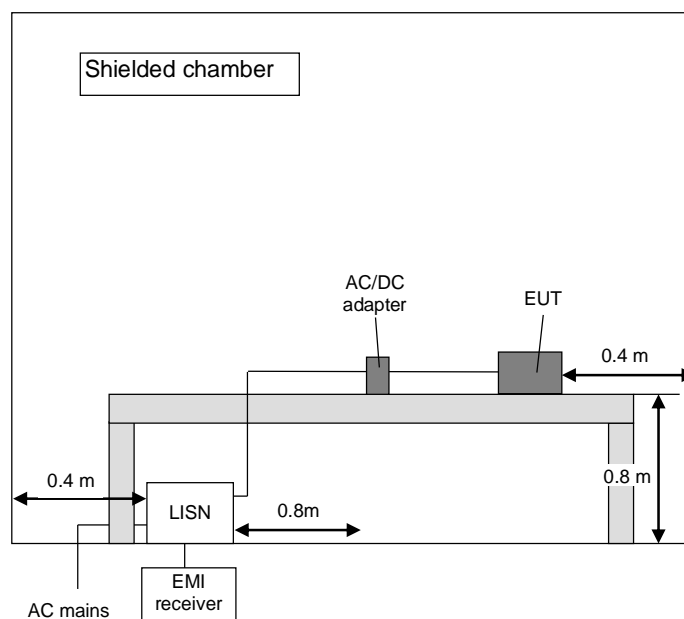 Shielded chamber
AC/DC
adapter
EUT
0.4 m
0.8 m
0.4 m
LISN
0.8m
EMI
receiver
AC mains